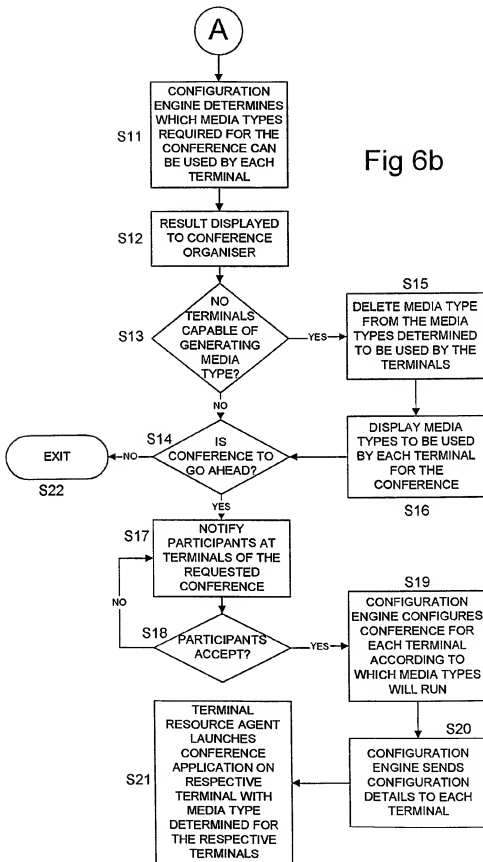 A
S11
CONFIGURATION
ENGINE DETERMINES
WHICH MEDIA TYPES
REQUIRED FOR THE
CONFERENCE CAN
BE USED BY EACH
TERMINAL
Fig 6b
S12
RESULT DISPLAYED
TO CONFERENCE
ORGANISER
S13
NO
TERMINALS
CAPABLE OF
GENERATING
MEDIA
TYPE?
YES
S15
DELETE MEDIA TYPE
FROM THE MEDIA
TYPES DETERMINED
TO BE USED BY THE
TERMINALS
NO
S14
IS
CONFERENCE TO
GO AHEAD?
NO
EXIT
S22
DISPLAY MEDIA
TYPES TO BE USED
BY EACH TERMINAL
FOR THE
CONFERENCE
S16
YES
S17
NOTIFY
PARTICIPANTS AT
TERMINALS OF THE
REQUESTED
CONFERENCE
NO
S18
PARTICIPANTS
ACCEPT?
YES
S19
CONFIGURATION
ENGINE CONFIGURES
CONFERENCE FOR
EACH TERMINAL
ACCORDING TO
WHICH MEDIA TYPES
WILL RUN
S20
CONFIGURATION
ENGINE SENDS
CONFIGURATION
DETAILS TO EACH
TERMINAL
S21
TERMINAL
RESOURCE AGENT
LAUNCHES
CONFERENCE
APPLICATION ON
RESPECTIVE
TERMINAL WITH
MEDIA TYPE
DETERMINED FOR
THE RESPECTIVE
TERMINALS